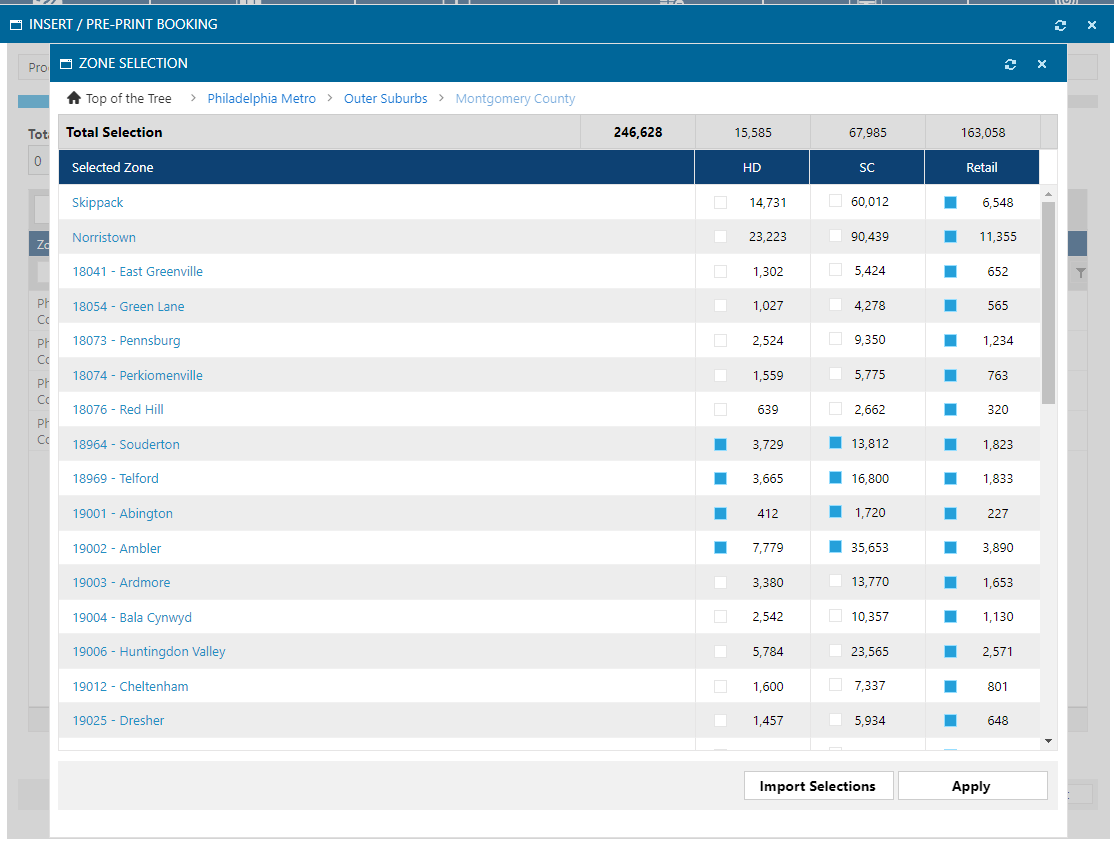 INSERT / PRE-PRINT BOOKING
ZONE SELECTION
Top of the Tree > Philadelphia Metro > Outer Suburbs > Montgomery County
Total Selection 246,628 15,585 67,985 163,058
Selected Zone HD SC Retail
Skippack 14,731 60,012 6,548
Norristown 23,223 90,439 11,355
18041 - East Greenville 1,302 5,424 652
18054 - Green Lane 1,027 4,278 565
18073 - Pennsburg 2,524 9,350 1,234
18074 - Perkiomenville 1,559 5,775 763
18076 - Red Hill 639 2,662 320
18964 - Souderton 3,729 13,812 1,823
18969 - Telford 3,665 16,800 1,833
19001 - Abington 412 1,720 227
19002 - Ambler 7,779 35,653 3,890
19003 - Ardmore 3,380 13,770 1,653
19004 - Bala Cynwyd 2,542 10,357 1,130
19006 - Huntingdon Valley 5,784 23,565 2,571
19012 - Cheltenham 1,600 7,337 801
19025 - Dresher 1,457 5,934 648
Import Selections Apply
0